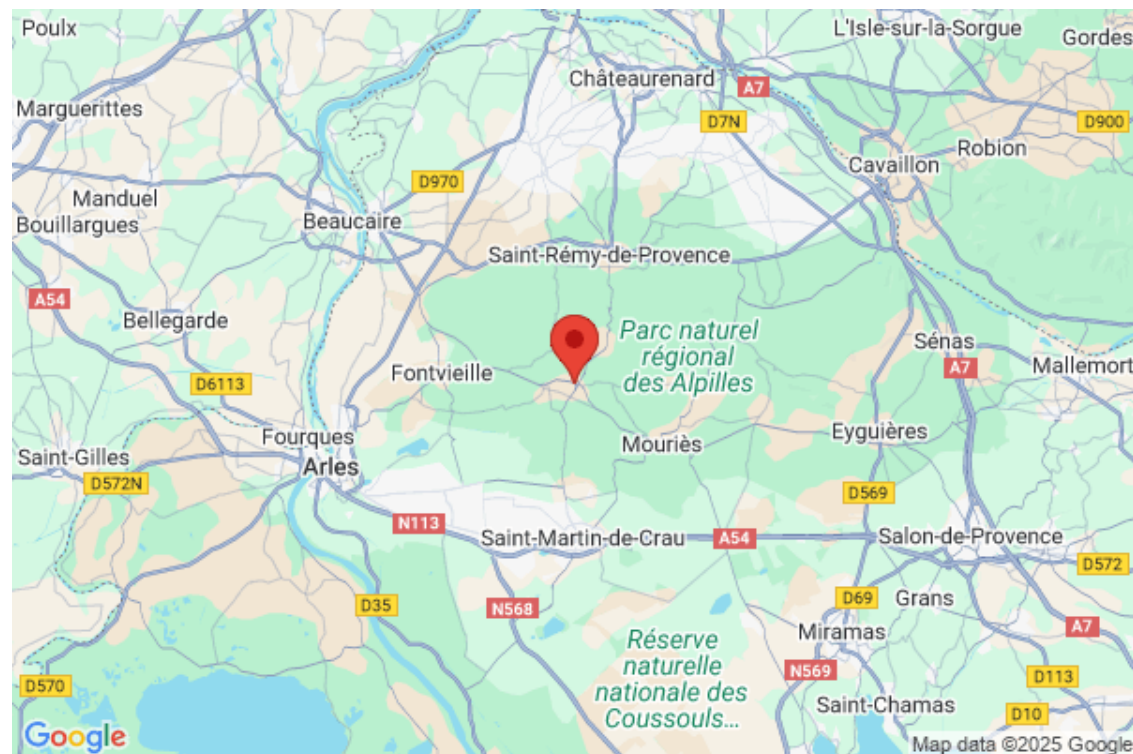 Poulx
L'Isle-sur-la-Sorgue
Gordes
Châteaurenard
A7
Marguerittes
D7N
D900
Robion
Cavaillon
D970
Manduel
Bouillargues
Beaucaire
Saint-Rémy-de-Provence
A54
Bellegarde
Parc naturel
régional
des Alpilles
Sénas
Mallemort
A7
Fontvieille
D6113
Fourques
Mouriès
Eyguières
Saint-Gilles
Arles
D572N
D569
N113
Saint-Martin-de-Crau
A54
Salon-de-Provence
D572
D35
N568
D69
Grans
Réserve
naturelle
nationale des
Coussouls...
Miramas
A7
N569
D570
D113
Saint-Chamas
D10
Google
Map data ©2025 Google